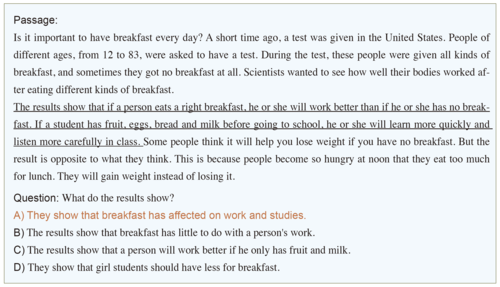 Passage:
Is it important to have breakfast every day? A short time ago, a test was given in the United States. People of
different ages, from 12 to 83, were asked to have a test. During the test, these people were given all kinds of
breakfast, and sometimes they got no breakfast at all. Scientists wanted to see how well their bodies worked af-
ter eating different kinds of breakfast.
The results show that if a person eats a right breakfast, he or she will work better than if he or she has no break-
fast. If a student has fruit, eggs, bread and milk before going to school, he or she will learn more quickly and
listen more carefully in class. Some people think it will help you lose weight if you have no breakfast. But the
result is opposite to what they think. This is because people become so hungry at noon that they eat too much
for lunch. They will gain weight instead of losing it.
Question: What do the results show?
A) They show that breakfast has affected on work and studies.
B) The results show that breakfast has little to do with a person's work.
C) The results show that a person will work better if he only has fruit and milk.
D) They show that girl students should have less for breakfast.